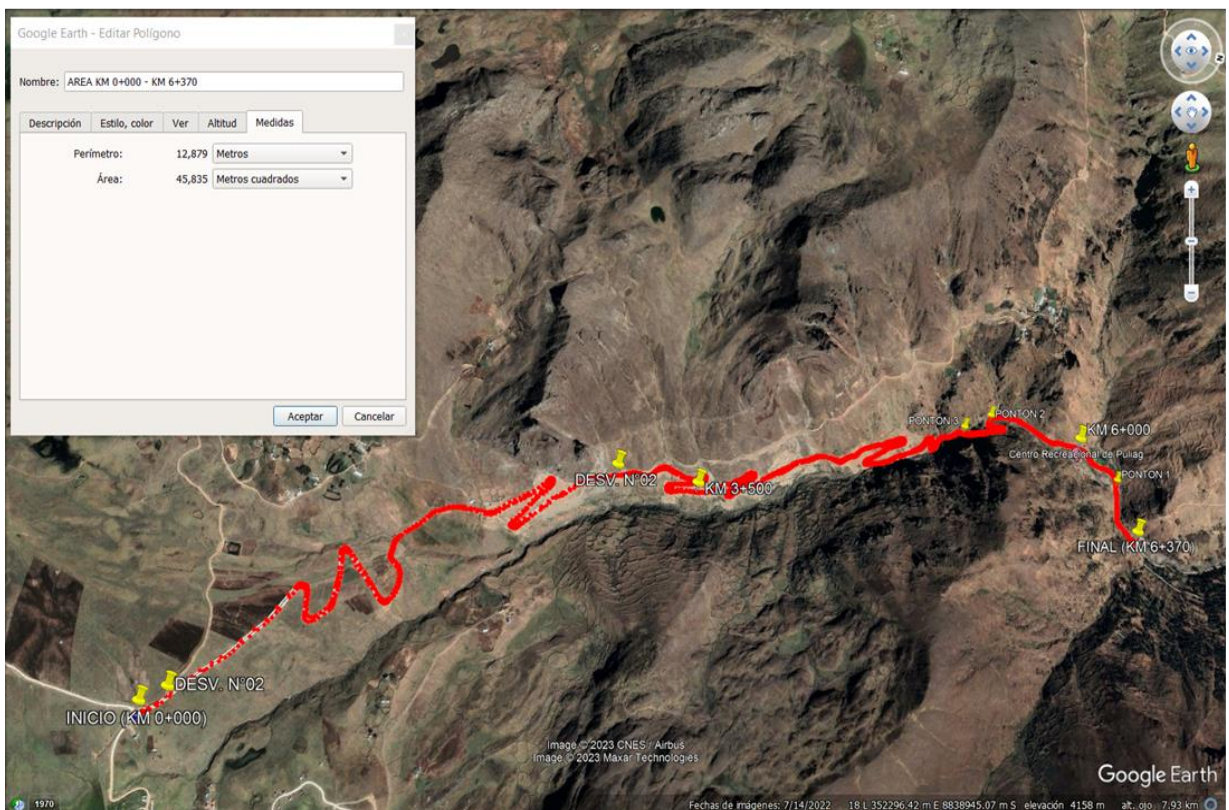 Google Earth - Editar Polígono
Nombre: AREA KM 0+000 - KM 6+370
Descripción Estilo, color Ver Altitud Medidas
Perímetro: 12,879 Metros
Área: 45,835 Metros cuadrados
Aceptar Cancelar
N
PONTON 3
PONTON 2
KM 6+000
Centro Recreacional de Puliag
DESV. N°02
KM 3+500
PONTON 1
FINAL (KM 6+370)
DESV. N°02
INICIO (KM 0+000)
Image © 2023 CNES / Airbus
Image © 2023 Maxar Technologies
Google Earth
1970
Fechas de imágenes: 7/14/2022 18 L 352296.42 m E 8838945.07 m S elevación 4158 m alt. ojo 7.93 km